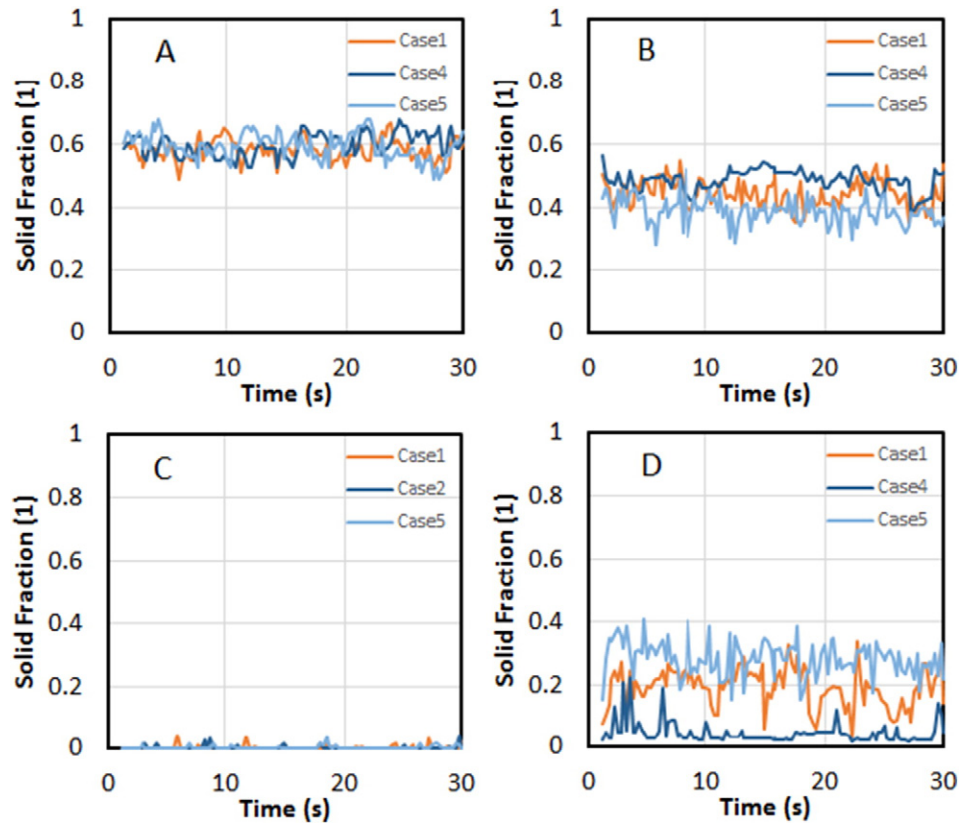 1
A
Case1
Case4
Case5
0.8
0.6
0.4
0.2
0
Solid Fraction (1]
0
10
20
30
Time (s)
1
B
Case1
Case4
Case5
0.8
0.6
0.4
0.2
0
Solid Fraction (1)
0
10
20
30
Time (s)
1
C
Case1
Case2
Case5
0.8
0.6
0.4
0.2
0
Solid Fraction (1)
0
10
20
30
Time (s)
1
D
Case1
Case4
Case5
0.8
0.6
0.4
0.2
0
Solid Fraction (1)
0
10
20
30
Time (s)